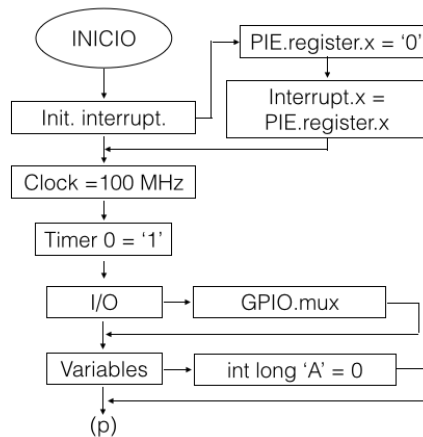 INICIO
PIE.register.x = ‘0’
Init. interrupt.
Interrupt.x =
PIE.register.x
Clock =100 MHz
Timer 0 = ‘1’
I/O
GPIO.mux
Variables
int long ‘A’ = 0
(p)